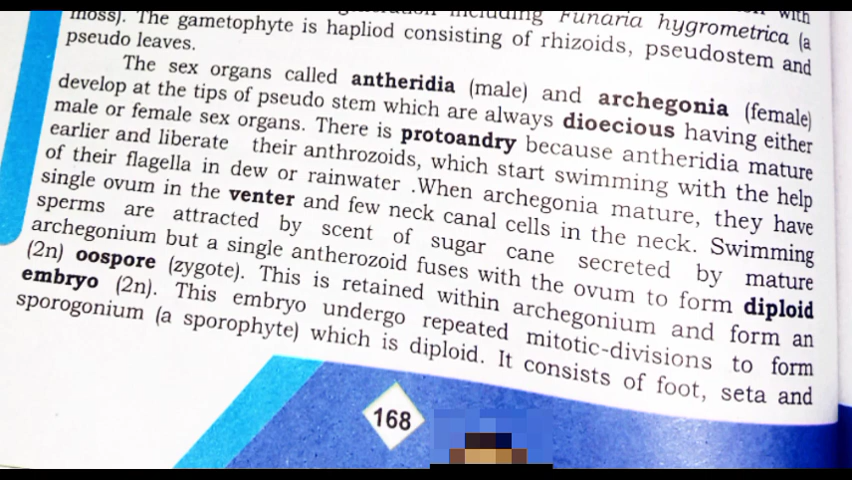 with
generation including Funaria hygrometrica (a
moss). The gametophyte is hapliod consisting of rhizoids, pseudostem and
pseudo leaves.
The sex organs called antheridia (male) and archegonia (female)
develop at the tips of pseudo stem which are always dioecious having either
male or female sex organs. There is protoandry because antheridia mature
earlier and liberate their anthrozoids, which start swimming with the help
of their flagella in dew or rainwater .When archegonia mature, they have
single ovum in the venter and few neck canal cells in the neck. Swimming
sperms are attracted by scent of sugar cane secreted by mature
archegonium but a single antherozoid fuses with the ovum to form diploid
(2n) oospore (zygote). This is retained within archegonium and form an
embryo (2n). This embryo undergo repeated mitotic-divisions to form
sporogonium (a sporophyte) which is diploid. It consists of foot, seta and
168